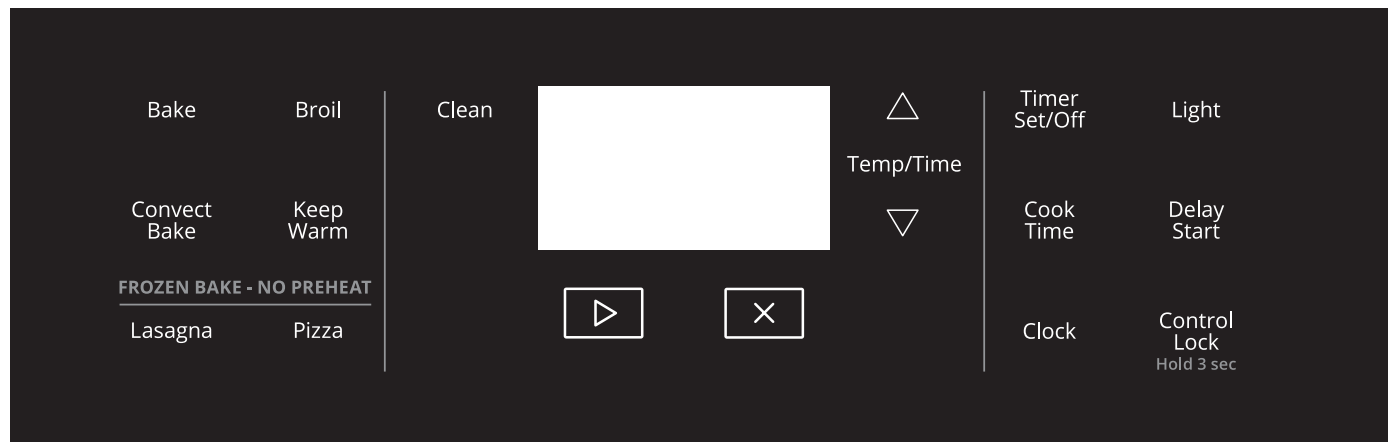 Bake
Broil
Convect
Bake
Keep
Warm
FROZEN BAKE - NO PREHEAT
Lasagna
Pizza
Clean
Temp/Time
Timer
Set/Off
Light
Cook
Time
Delay
Start
Clock
Control
Lock
Hold 3 sec